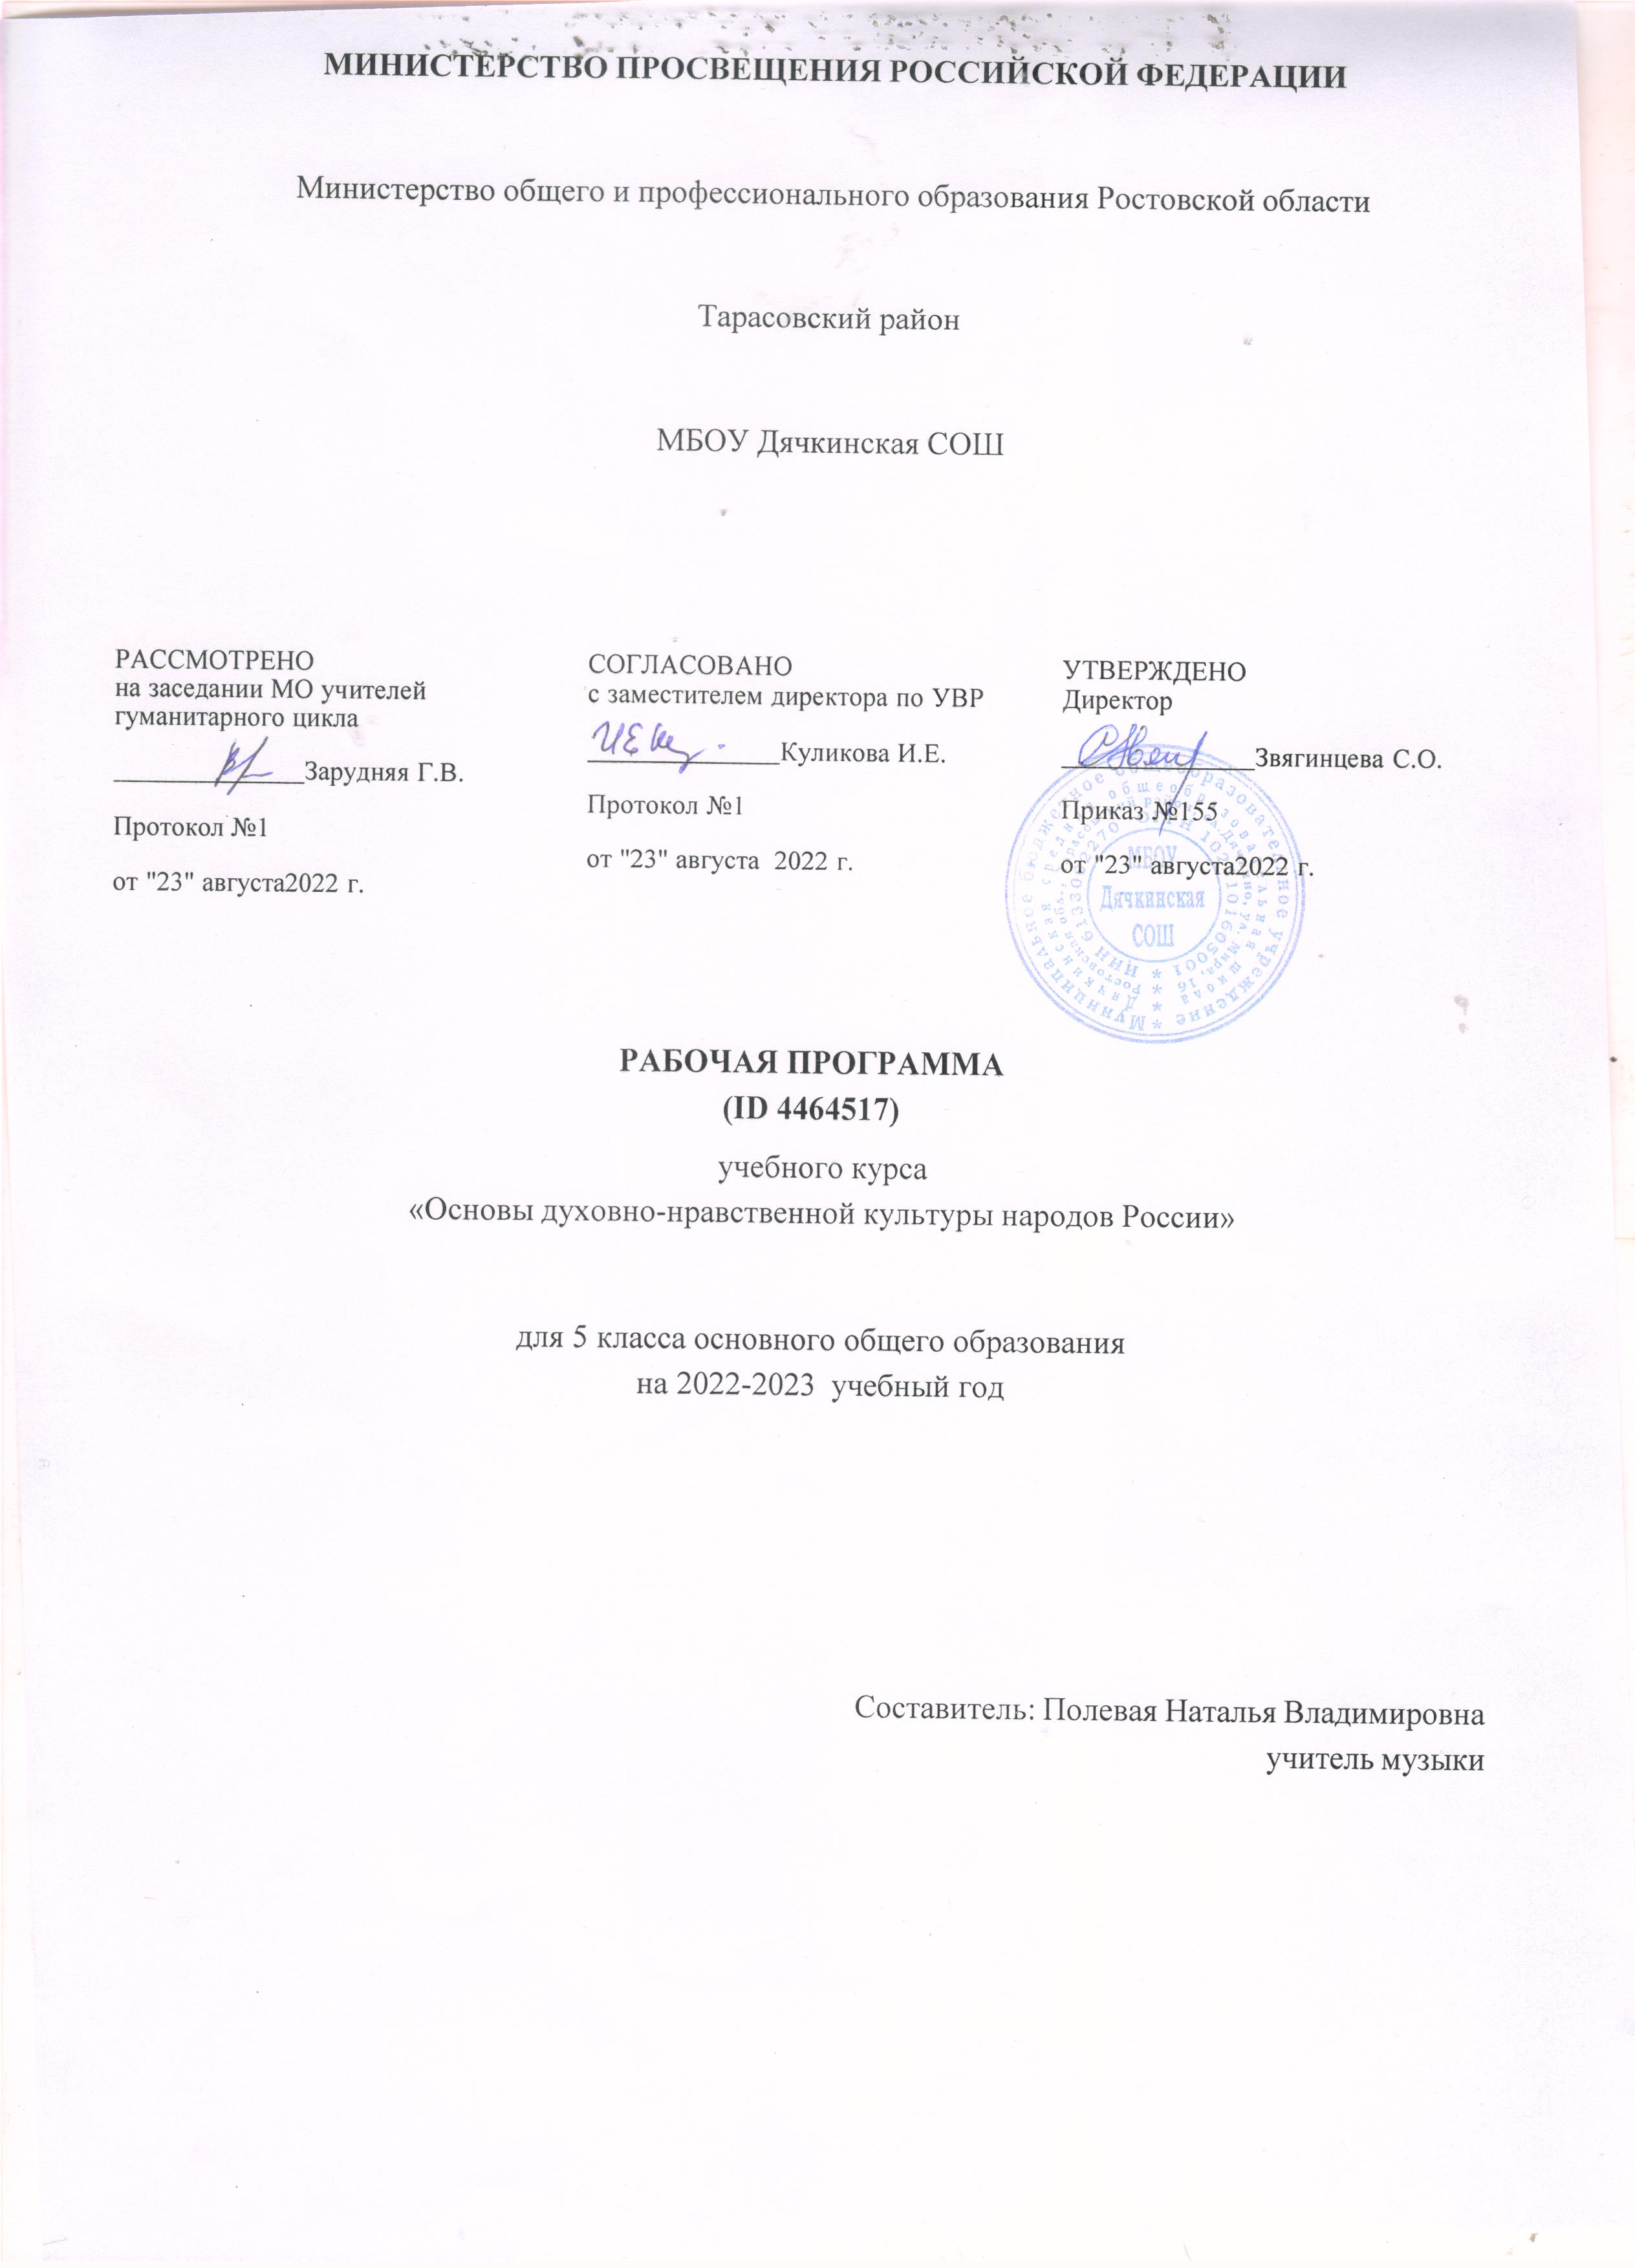 МИНИСТЕРСТВО ПРОСВЕЩЕНИЯ РОССИЙСКОЙ ФЕДЕРАЦИИ
Министерство общего и профессионального образования Ростовской области
Тарасовский район
МБОУ Дячкинская СОШ
РАССМОТРЕНО
на заседании МО учителей
гуманитарного цикла
______________Зарудняя Г.В.
Протокол №1
от "23" августа2022 г.
СОГЛАСОВАНО
с заместителем директора по УВР
______________Куликова И.Е.
Протокол №1
от "23" августа  2022 г.
УТВЕРЖДЕНО
Директор
______________Звягинцева С.О.
Приказ №155
от "23"  августа2022 г.
МБОУ
Дячкинская
СОШ
РАБОЧАЯ ПРОГРАММА
(ID 4464517)
учебного курса
«Основы духовно-нравственной культуры народов России»
для 5 класса основного общего образования
на 2022-2023  учебный год
Составитель: Полевая Наталья Владимировна
учитель музыки